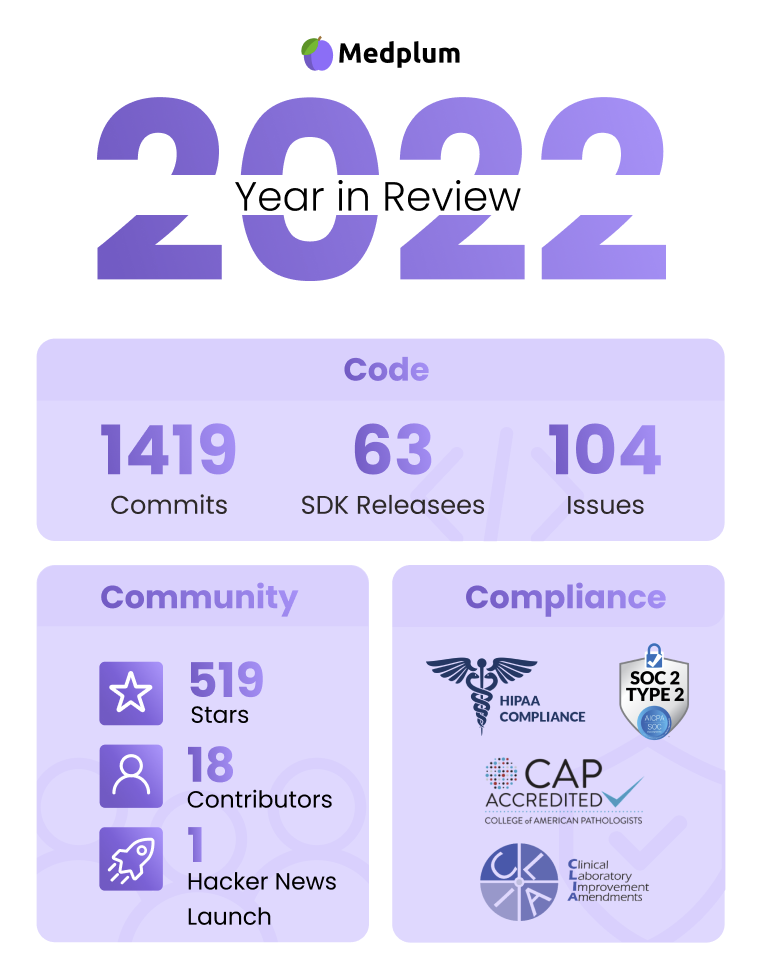 Medplum
2022
Year in Review
Code
1419
Commits
63
SDK Releasees
104
Issues
Community
519
Stars
18
Contributors
1
Hacker News
Launch
Compliance
HIPAA
COMPLIANCE
SOC 2
TYPE 2
AICPA
SOC
CAP
ACCREDITED
COLLEGE of AMERICAN PATHOLOGISTS
CLIA
Clinical
Laboratory
Improvement
Amendments